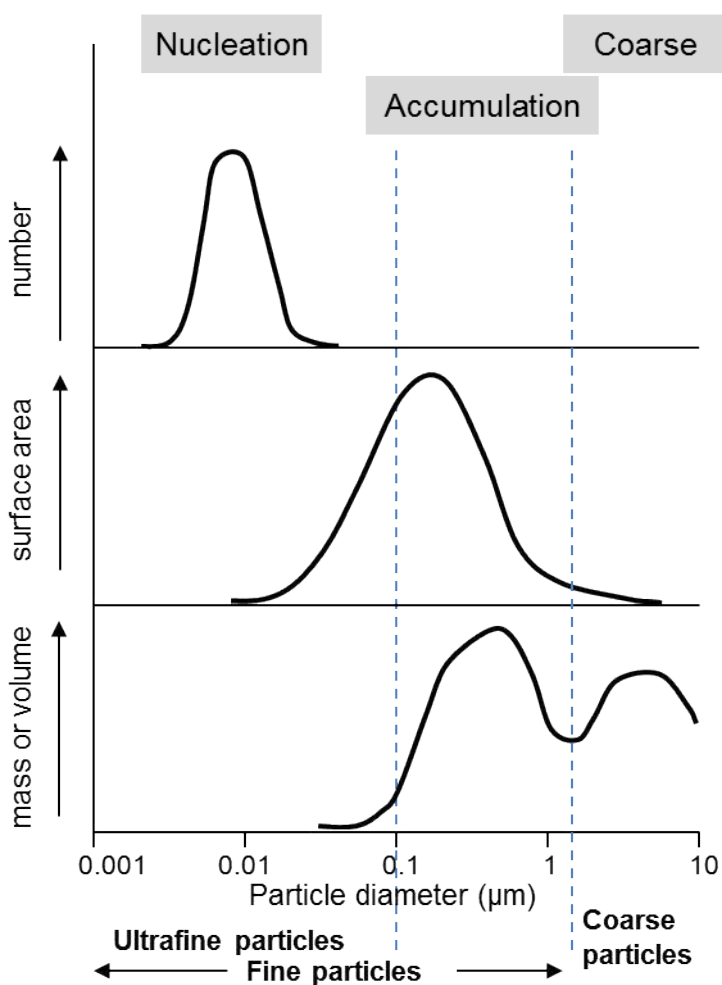 Nucleation
Coarse
Accumulation
number
surface area
mass or volume
0.001 0.01 0.1 1 10
Particle diameter (µm)
Ultrafine particles
Coarse
particles
Fine particles